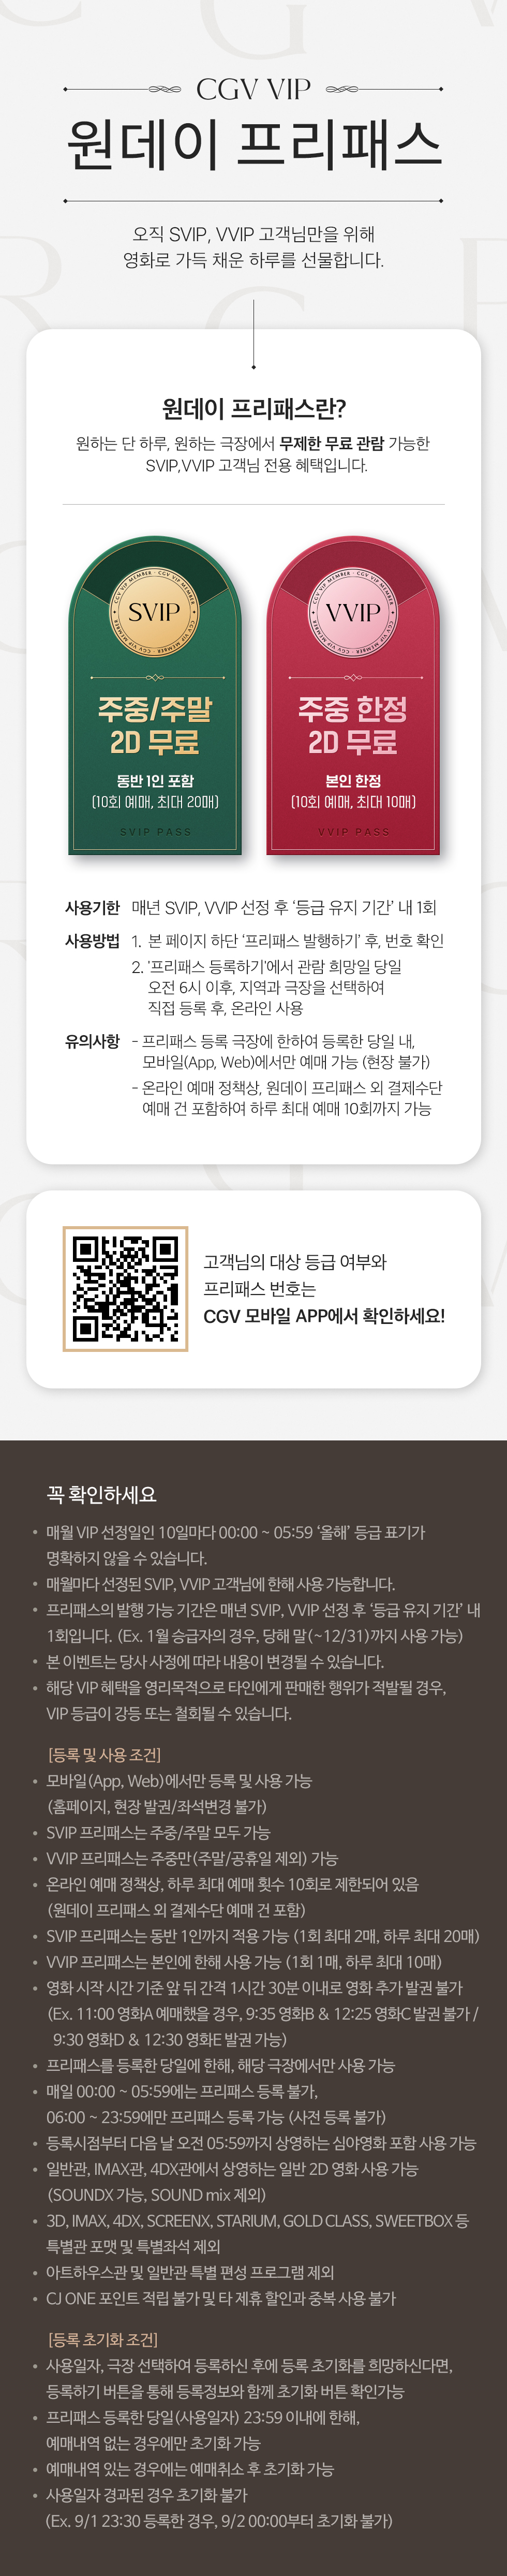 CGV VIP
원데이 프리패스
오직 SVIP, VVIP 고객님만을 위해
영화로 가득 채운 하루를 선물합니다.
원데이 프리패스란?
원하는 단 하루, 원하는 극장에서 무제한 무료 관람 가능한
SVIP,VVIP 고객님 전용 혜택입니다.
CGV VIP MEMBER · CGV VIP MEMBER
SVIP
주중/주말
2D 무료
동반 1인 포함
(10회 예매, 최대 20매)
SVIP PASS
CGV VIP MEMBER · CGV VIP MEMBER
VVIP
주중 한정
2D 무료
본인 한정
(10회 예매, 최대 10매)
VVIP PASS
사용기한 매년 SVIP, VVIP 선정 후 ‘등급 유지 기간’ 내 1회
사용방법 1. 본 페이지 하단 ‘프리패스 발행하기’ 후, 번호 확인
2. ‘프리패스 등록하기’에서 관람 희망일 당일
오전 6시 이후, 지역과 극장을 선택하여
직접 등록 후, 온라인 사용
유의사항 - 프리패스 등록 극장에 한하여 등록한 당일 내,
모바일(App, Web)에서만 예매 가능 (현장 불가)
- 온라인 예매 정책상, 원데이 프리패스 외 결제수단
예매 건 포함하여 하루 최대 예매 10회까지 가능
고객님의 대상 등급 여부와
프리패스 번호는
CGV 모바일 APP에서 확인하세요!
꼭 확인하세요
• 매월 VIP 선정일인 10일마다 00:00 ~ 05:59 ‘올해’ 등급 표기가
명확하지 않을 수 있습니다.
• 매월마다 선정된 SVIP, VVIP 고객님에 한해 사용 가능합니다.
• 프리패스의 발행 가능 기간은 매년 SVIP, VVIP 선정 후 ‘등급 유지 기간’ 내
1회입니다. (Ex. 1월 승급자의 경우, 당해 말(~12/31)까지 사용 가능)
• 본 이벤트는 당사 사정에 따라 내용이 변경될 수 있습니다.
• 해당 VIP 혜택을 영리목적으로 타인에게 판매한 행위가 적발될 경우,
VIP 등급이 강등 또는 철회될 수 있습니다.
[등록 및 사용 조건]
• 모바일(App, Web)에서만 등록 및 사용 가능
(홈페이지, 현장 발권/좌석변경 불가)
• SVIP 프리패스는 주중/주말 모두 가능
• VVIP 프리패스는 주중만(주말/공휴일 제외) 가능
• 온라인 예매 정책상, 하루 최대 예매 횟수 10회로 제한되어 있음
(원데이 프리패스 외 결제수단 예매 건 포함)
• SVIP 프리패스는 동반 1인까지 적용 가능 (1회 최대 2매, 하루 최대 20매)
• VVIP 프리패스는 본인에 한해 사용 가능 (1회 1매, 하루 최대 10매)
• 영화 시작 시간 기준 앞 뒤 간격 1시간 30분 이내로 영화 추가 발권 불가
(Ex. 11:00 영화A 예매했을 경우, 9:35 영화B & 12:25 영화C 발권 불가 /
9:30 영화D & 12:30 영화E 발권 가능)
• 프리패스를 등록한 당일에 한해, 해당 극장에서만 사용 가능
• 매일 00:00 ~ 05:59에는 프리패스 등록 불가,
06:00 ~ 23:59에만 프리패스 등록 가능 (사전 등록 불가)
• 등록시점부터 다음 날 오전 05:59까지 상영하는 심야영화 포함 사용 가능
• 일반관, IMAX관, 4DX관에서 상영하는 일반 2D 영화 사용 가능
(SOUNDX 가능, SOUND mix 제외)
• 3D, IMAX, 4DX, SCREENX, STARIUM, GOLD CLASS, SWEETBOX 등
특별관 포맷 및 특별좌석 제외
• 아트하우스관 및 일반관 특별 편성 프로그램 제외
• CJ ONE 포인트 적립 불가 및 타 제휴 할인과 중복 사용 불가
[등록 초기화 조건]
• 사용일자, 극장 선택하여 등록하신 후에 등록 초기화를 희망하신다면,
등록하기 버튼을 통해 등록정보와 함께 초기화 버튼 확인가능
• 프리패스 등록한 당일(사용일자) 23:59 이내에 한해,
예매내역 없는 경우에만 초기화 가능
• 예매내역 있는 경우에는 예매취소 후 초기화 가능
• 사용일자 경과된 경우 초기화 불가
(Ex. 9/1 23:30 등록한 경우, 9/2 00:00부터 초기화 불가)